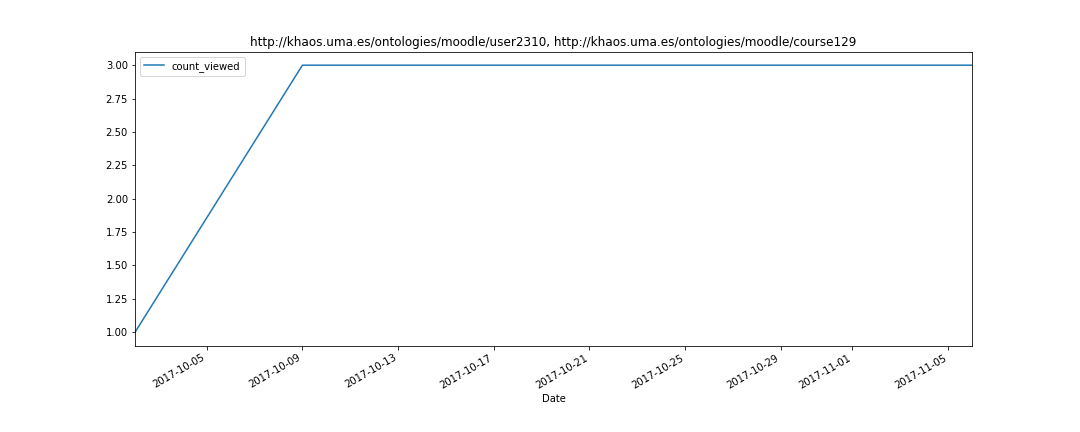 http://khaos.uma.es/ontologies/moodle/user2310, http://khaos.uma.es/ontologies/moodle/course129
count_viewed
3.00
2.75
2.50
2.25
2.00
1.75
1.50
1.25
1.00
2017-10-05 2017-10-09 2017-10-13 2017-10-17 2017-10-21 2017-10-25 2017-10-29 2017-11-01 2017-11-05
Date